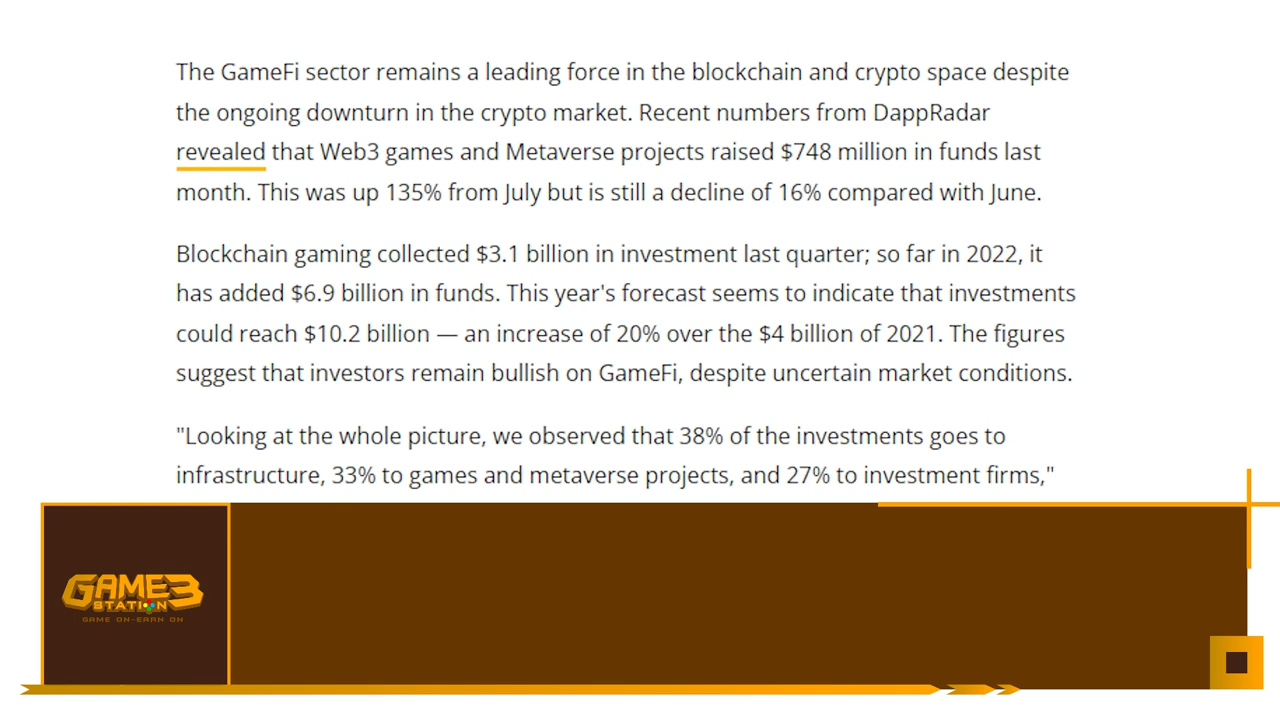 The GameFi sector remains a leading force in the blockchain and crypto space despite
the ongoing downturn in the crypto market. Recent numbers from DappRadar
revealed that Web3 games and Metaverse projects raised $748 million in funds last
month. This was up 135% from July but is still a decline of 16% compared with June.
Blockchain gaming collected $3.1 billion in investment last quarter; so far in 2022, it
has added $6.9 billion in funds. This year's forecast seems to indicate that investments
could reach $10.2 billion — an increase of 20% over the $4 billion of 2021. The figures
suggest that investors remain bullish on GameFi, despite uncertain market conditions.
"Looking at the whole picture, we observed that 38% of the investments goes to
infrastructure, 33% to games and metaverse projects, and 27% to investment firms,"
GAME3
STATION
GAME ON-EARN ON